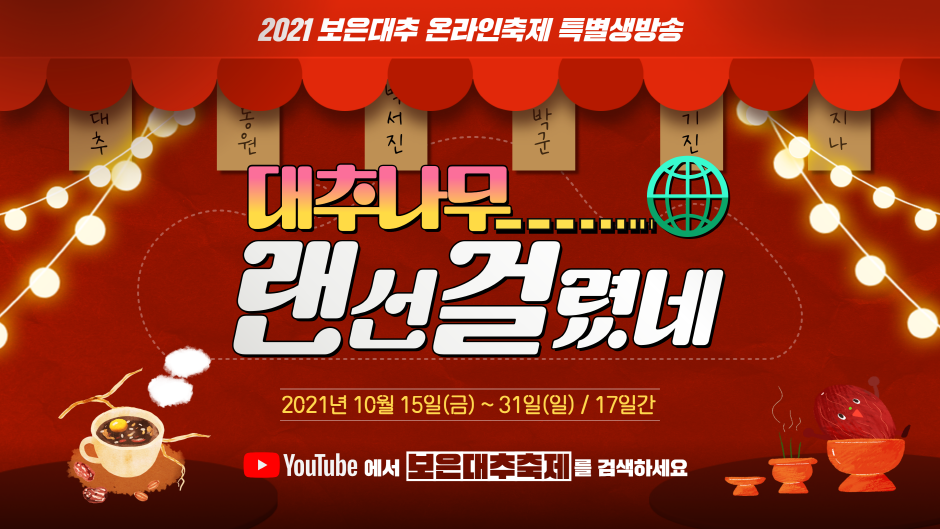 2021 보은대추 온라인축제 특별생방송
대추
농원
박서진
박군
기진
지나
대추나무
랜선걸렸네
2021년 10월 15일(금) ~ 31일(일) / 17일간
YouTube 에서 보은대추축제를 검색하세요